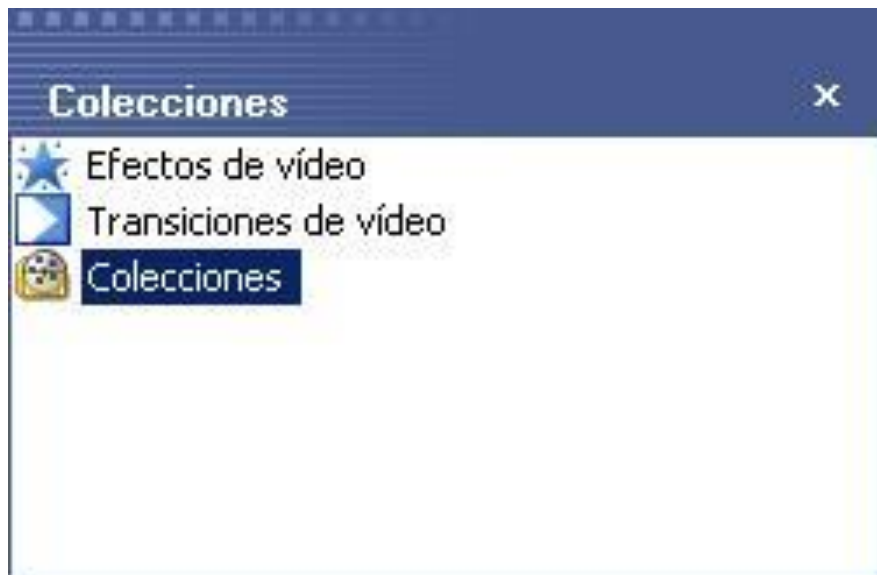 Colecciones
Efectos de vídeo
Transiciones de vídeo
Colecciones